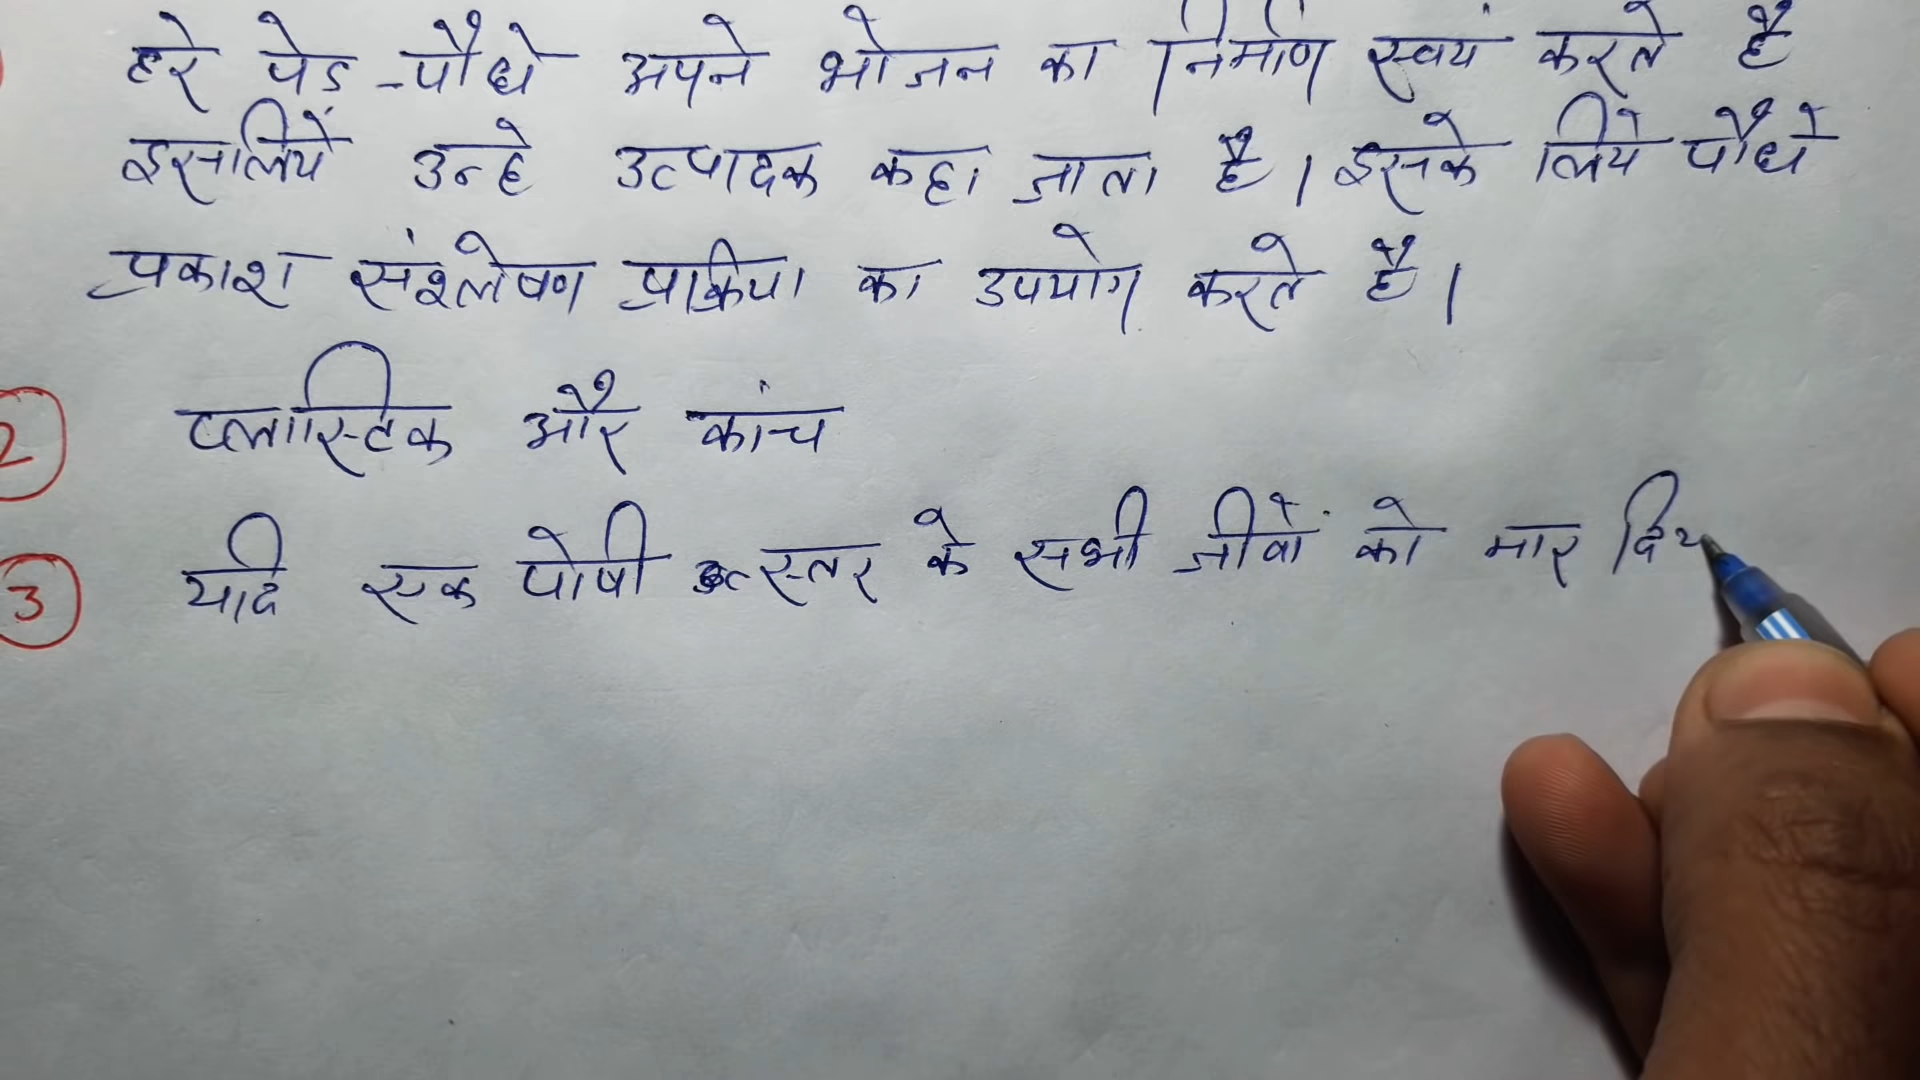 हरे पेड़-पौधे अपने भोजन का निर्माण स्वयं करते है
इसलियें उन्हे उत्पादक कहा जाता है। इसके लिये पौधे
प्रकाश संश्लेषण प्रक्रिया का उपयोग करते है।
2 प्लास्टिक और कांच
3 यदि एक पोषी स्तर के सभी जीवों को मार दिय